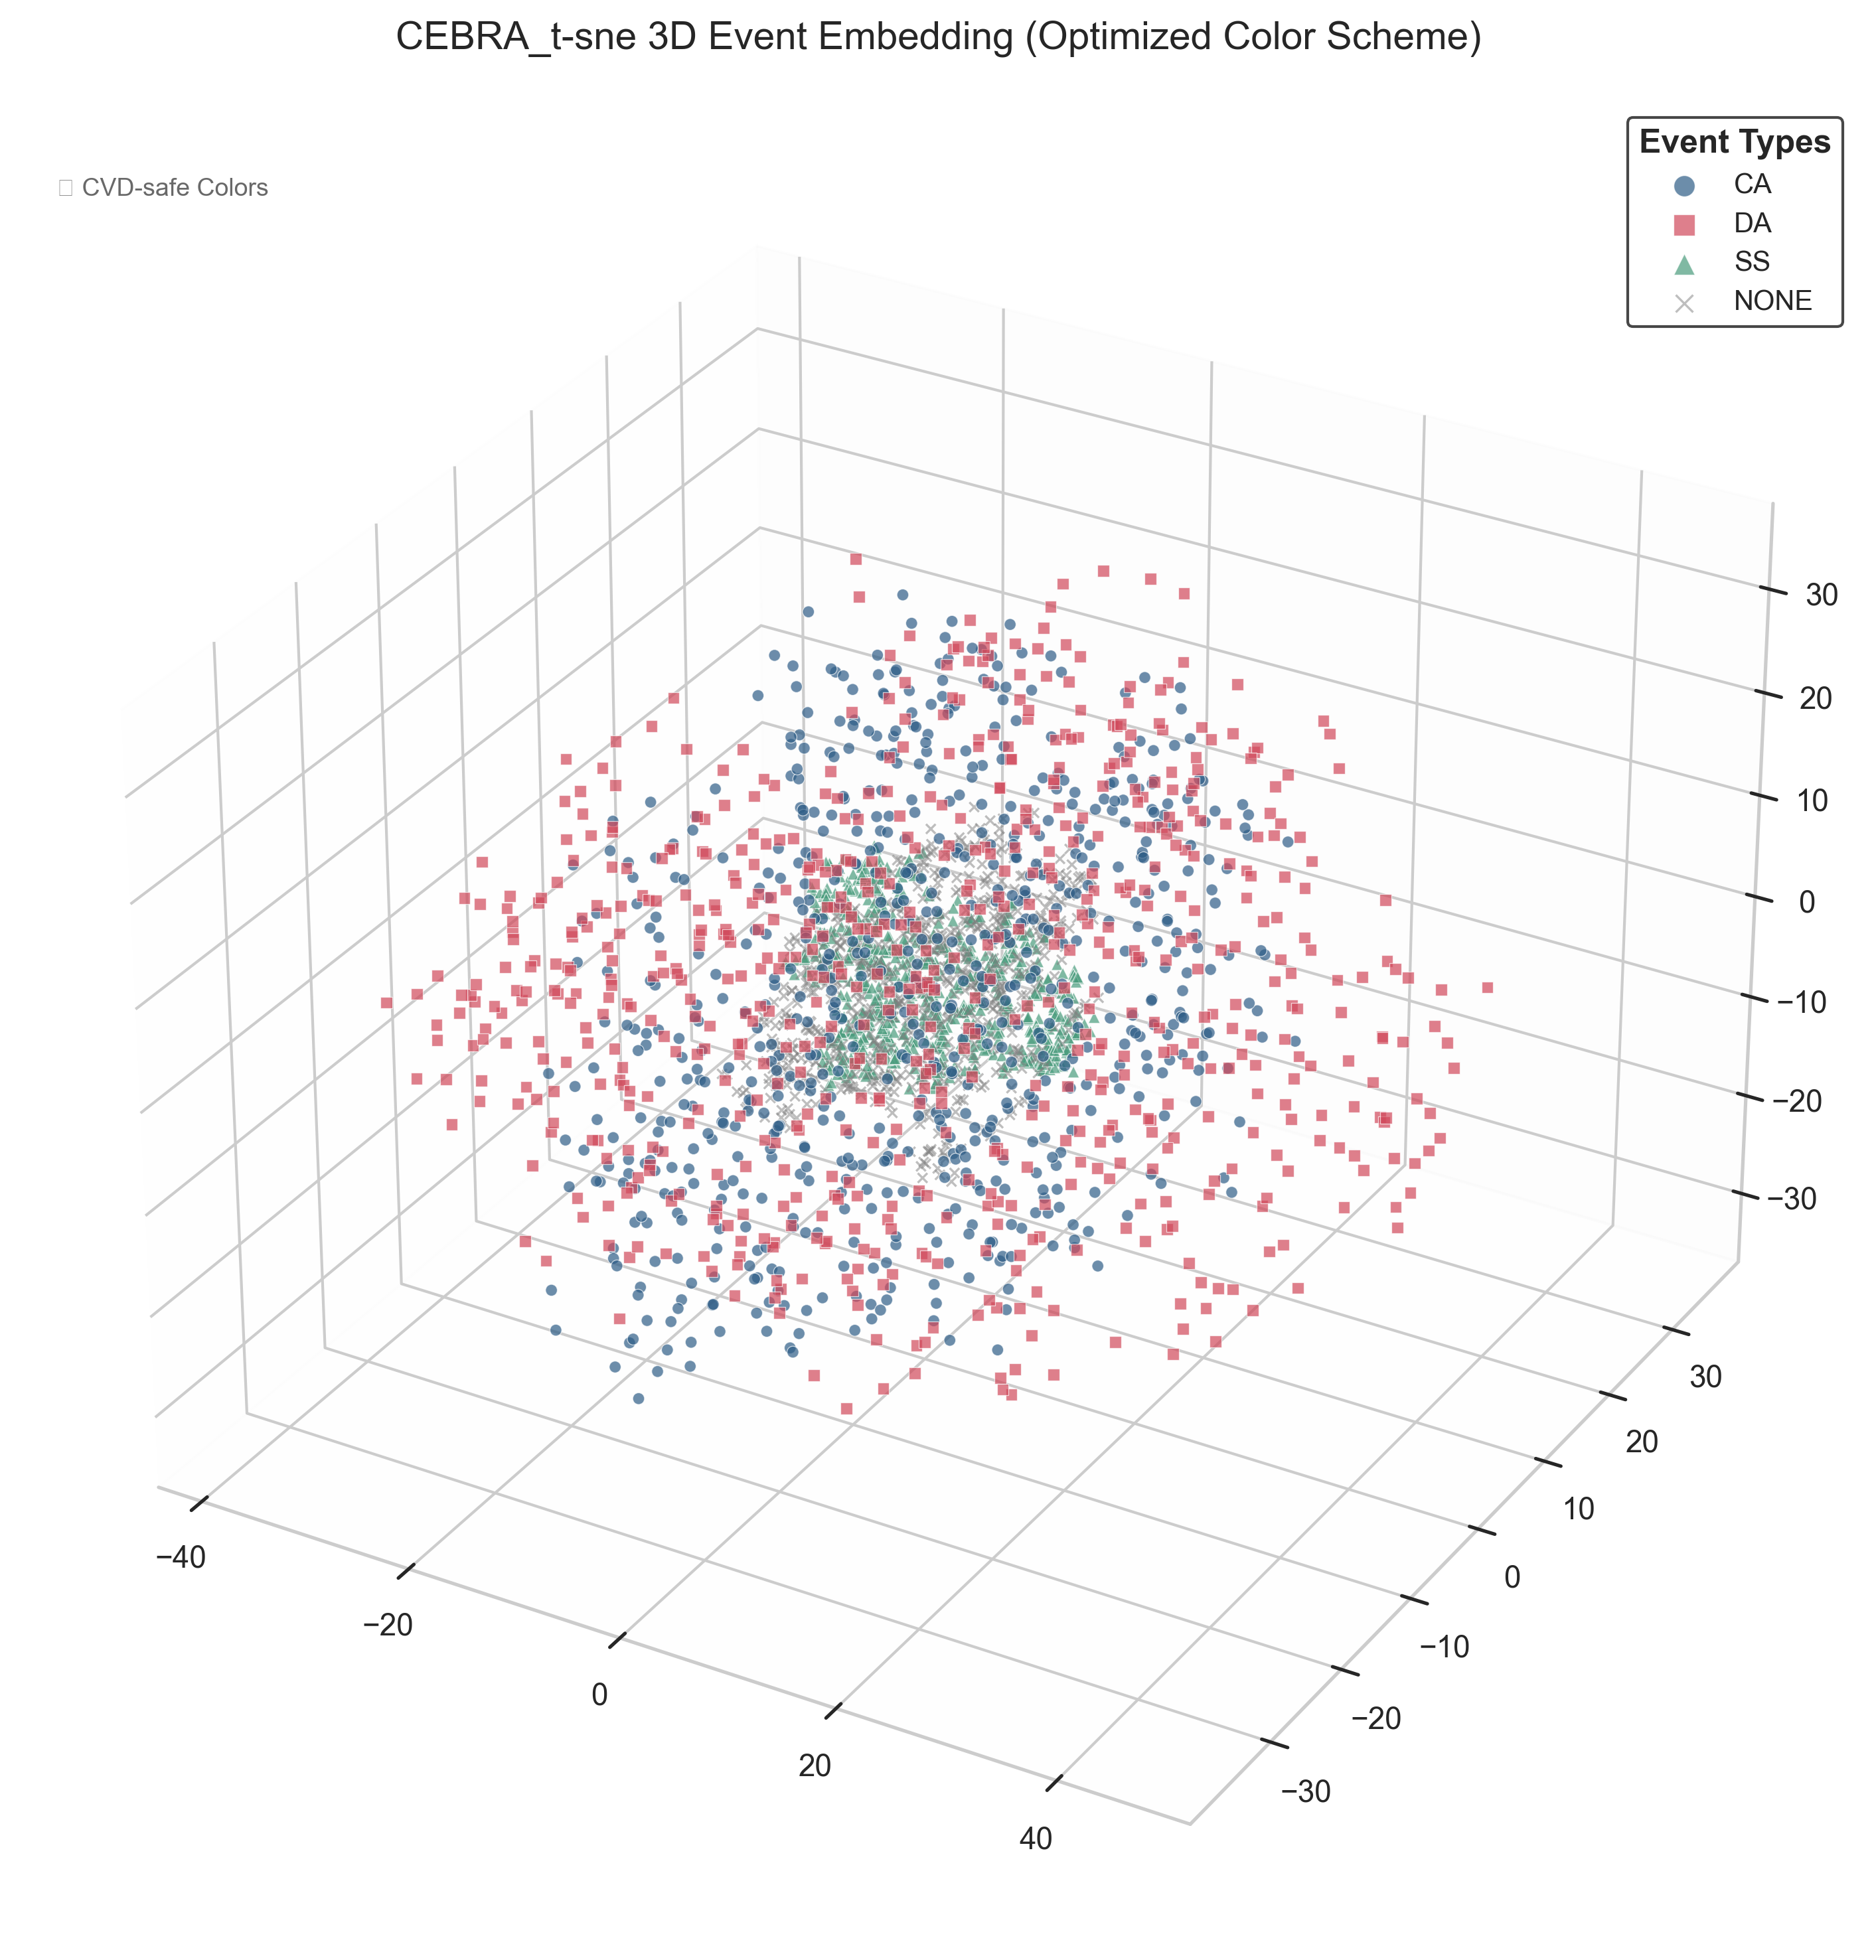 CEBRA_t-sne 3D Event Embedding (Optimized Color Scheme)
Event Types
CA
DA
SS
NONE
CVD-safe Colors
30
20
10
0
−10
−20
−30
30
20
10
0
−10
−20
−30
−40
−20
0
20
40